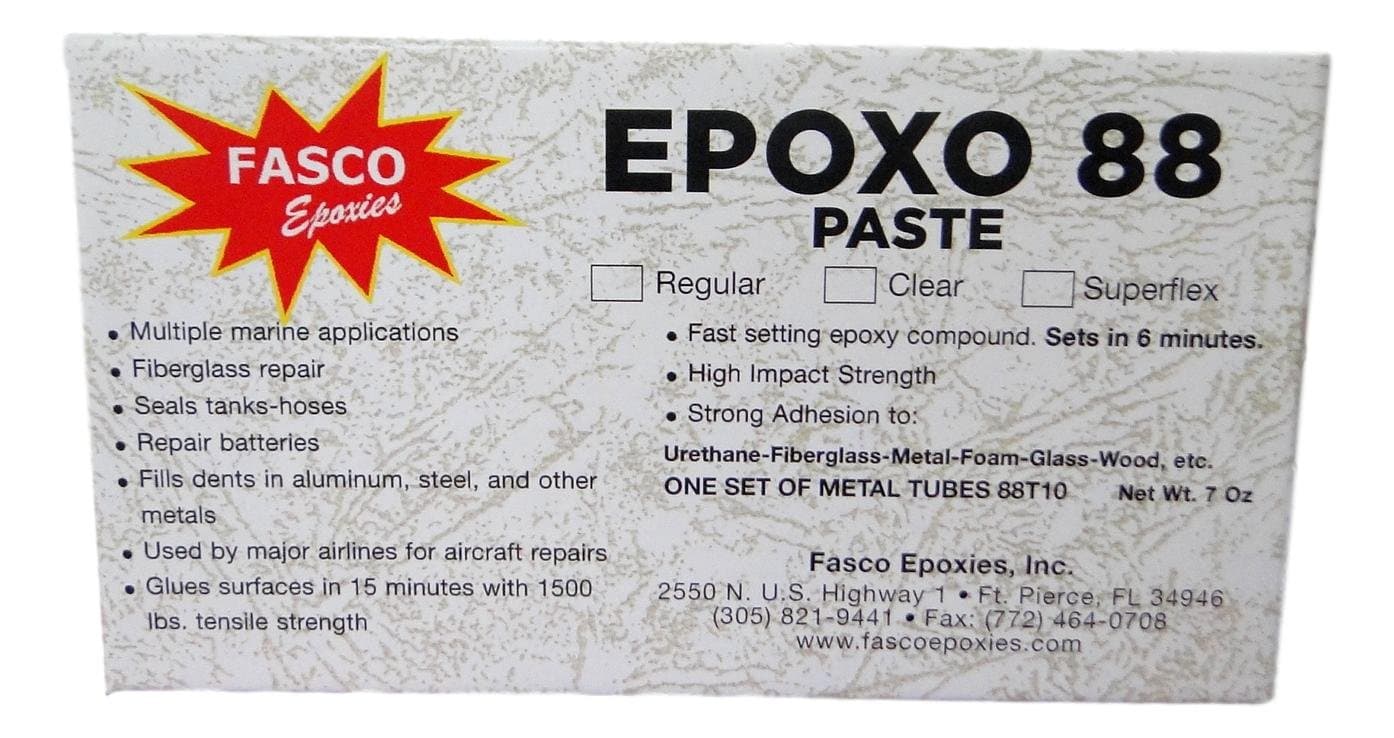 FASCO
Epoxies
EPOXO 88
PASTE
Regular Clear Superflex
• Multiple marine applications
• Fiberglass repair
• Seals tanks-hoses
• Repair batteries
• Fills dents in aluminum, steel, and other
metals
• Used by major airlines for aircraft repairs
• Glues surfaces in 15 minutes with 1500
lbs. tensile strength
• Fast setting epoxy compound. Sets in 6 minutes.
• High Impact Strength
• Strong Adhesion to:
Urethane-Fiberglass-Metal-Foam-Glass-Wood, etc.
ONE SET OF METAL TUBES 88T10 Net Wt. 7 Oz
Fasco Epoxies, Inc.
2550 N. U.S. Highway 1 • Ft. Pierce, FL 34946
(305) 821-9441 • Fax: (772) 464-0708
www.fascoepoxies.com